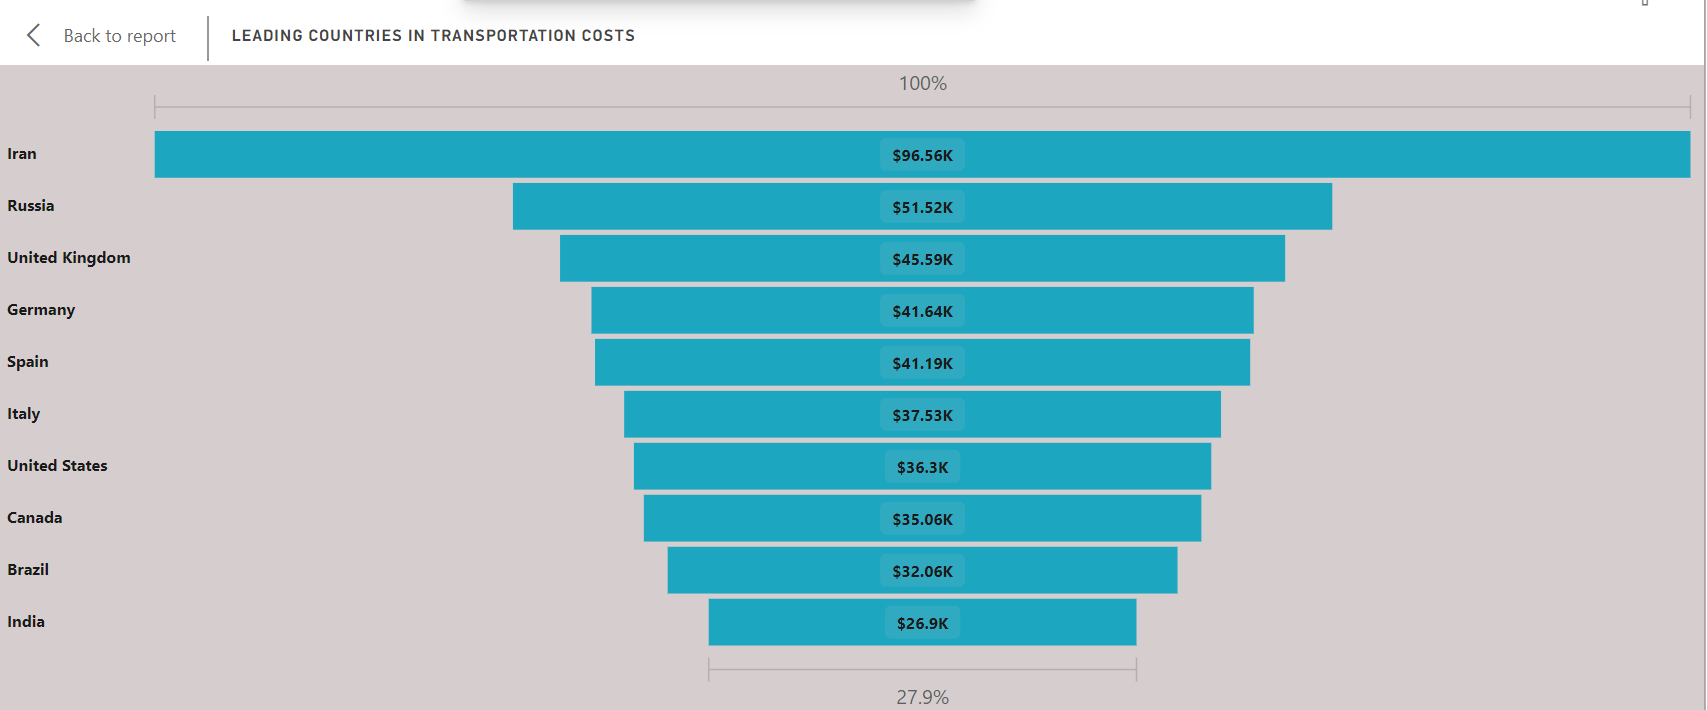 Back to report
LEADING COUNTRIES IN TRANSPORTATION COSTS
100%
Iran $96.56K
Russia $51.52K
United Kingdom $45.59K
Germany $41.64K
Spain $41.19K
Italy $37.53K
United States $36.3K
Canada $35.06K
Brazil $32.06K
India $26.9K
27.9%